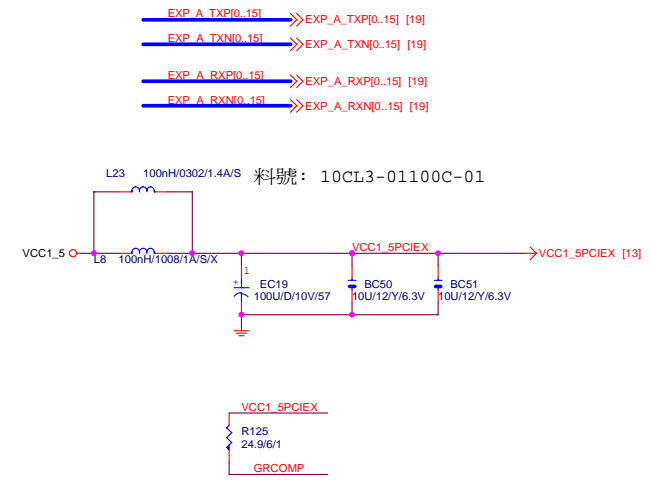 EXP_A_TXP[0..15] EXP_A_TXP[0..15] [19]
EXP_A_TXN[0..15] EXP_A_TXN[0..15] [19]
EXP_A_RXP[0..15] EXP_A_RXP[0..15] [19]
EXP_A_RXN[0..15] EXP_A_RXN[0..15] [19]
L23 100nH/0302/1.4A/S 料號: 10CL3-01100C-01
VCC1_5 VCC1_5PCIEX VCC1_5PCIEX [13]
L8 100nH/1008/1A/S/X
1
+ EC19 BC50 BC51
100U/D/10V/57 10U/12/Y/6.3V 10U/12/Y/6.3V
VCC1_5PCIEX
R125
24.9/6/1
GRCOMP